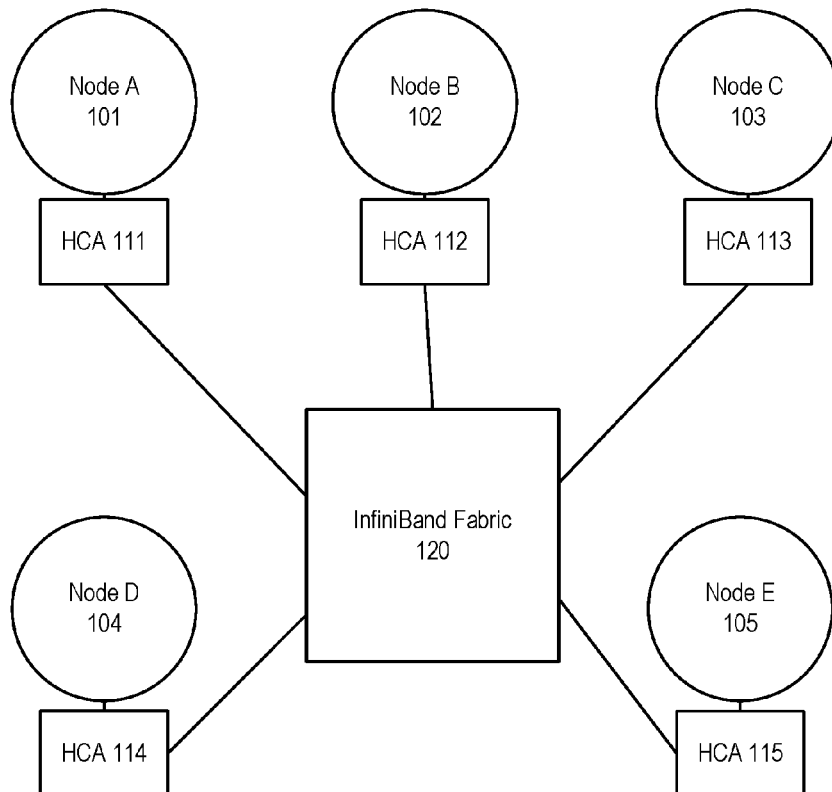 Node A
101
Node B
102
Node C
103
HCA 111
HCA 112
HCA 113
InfiniBand Fabric
120
Node D
104
Node E
105
HCA 114
HCA 115